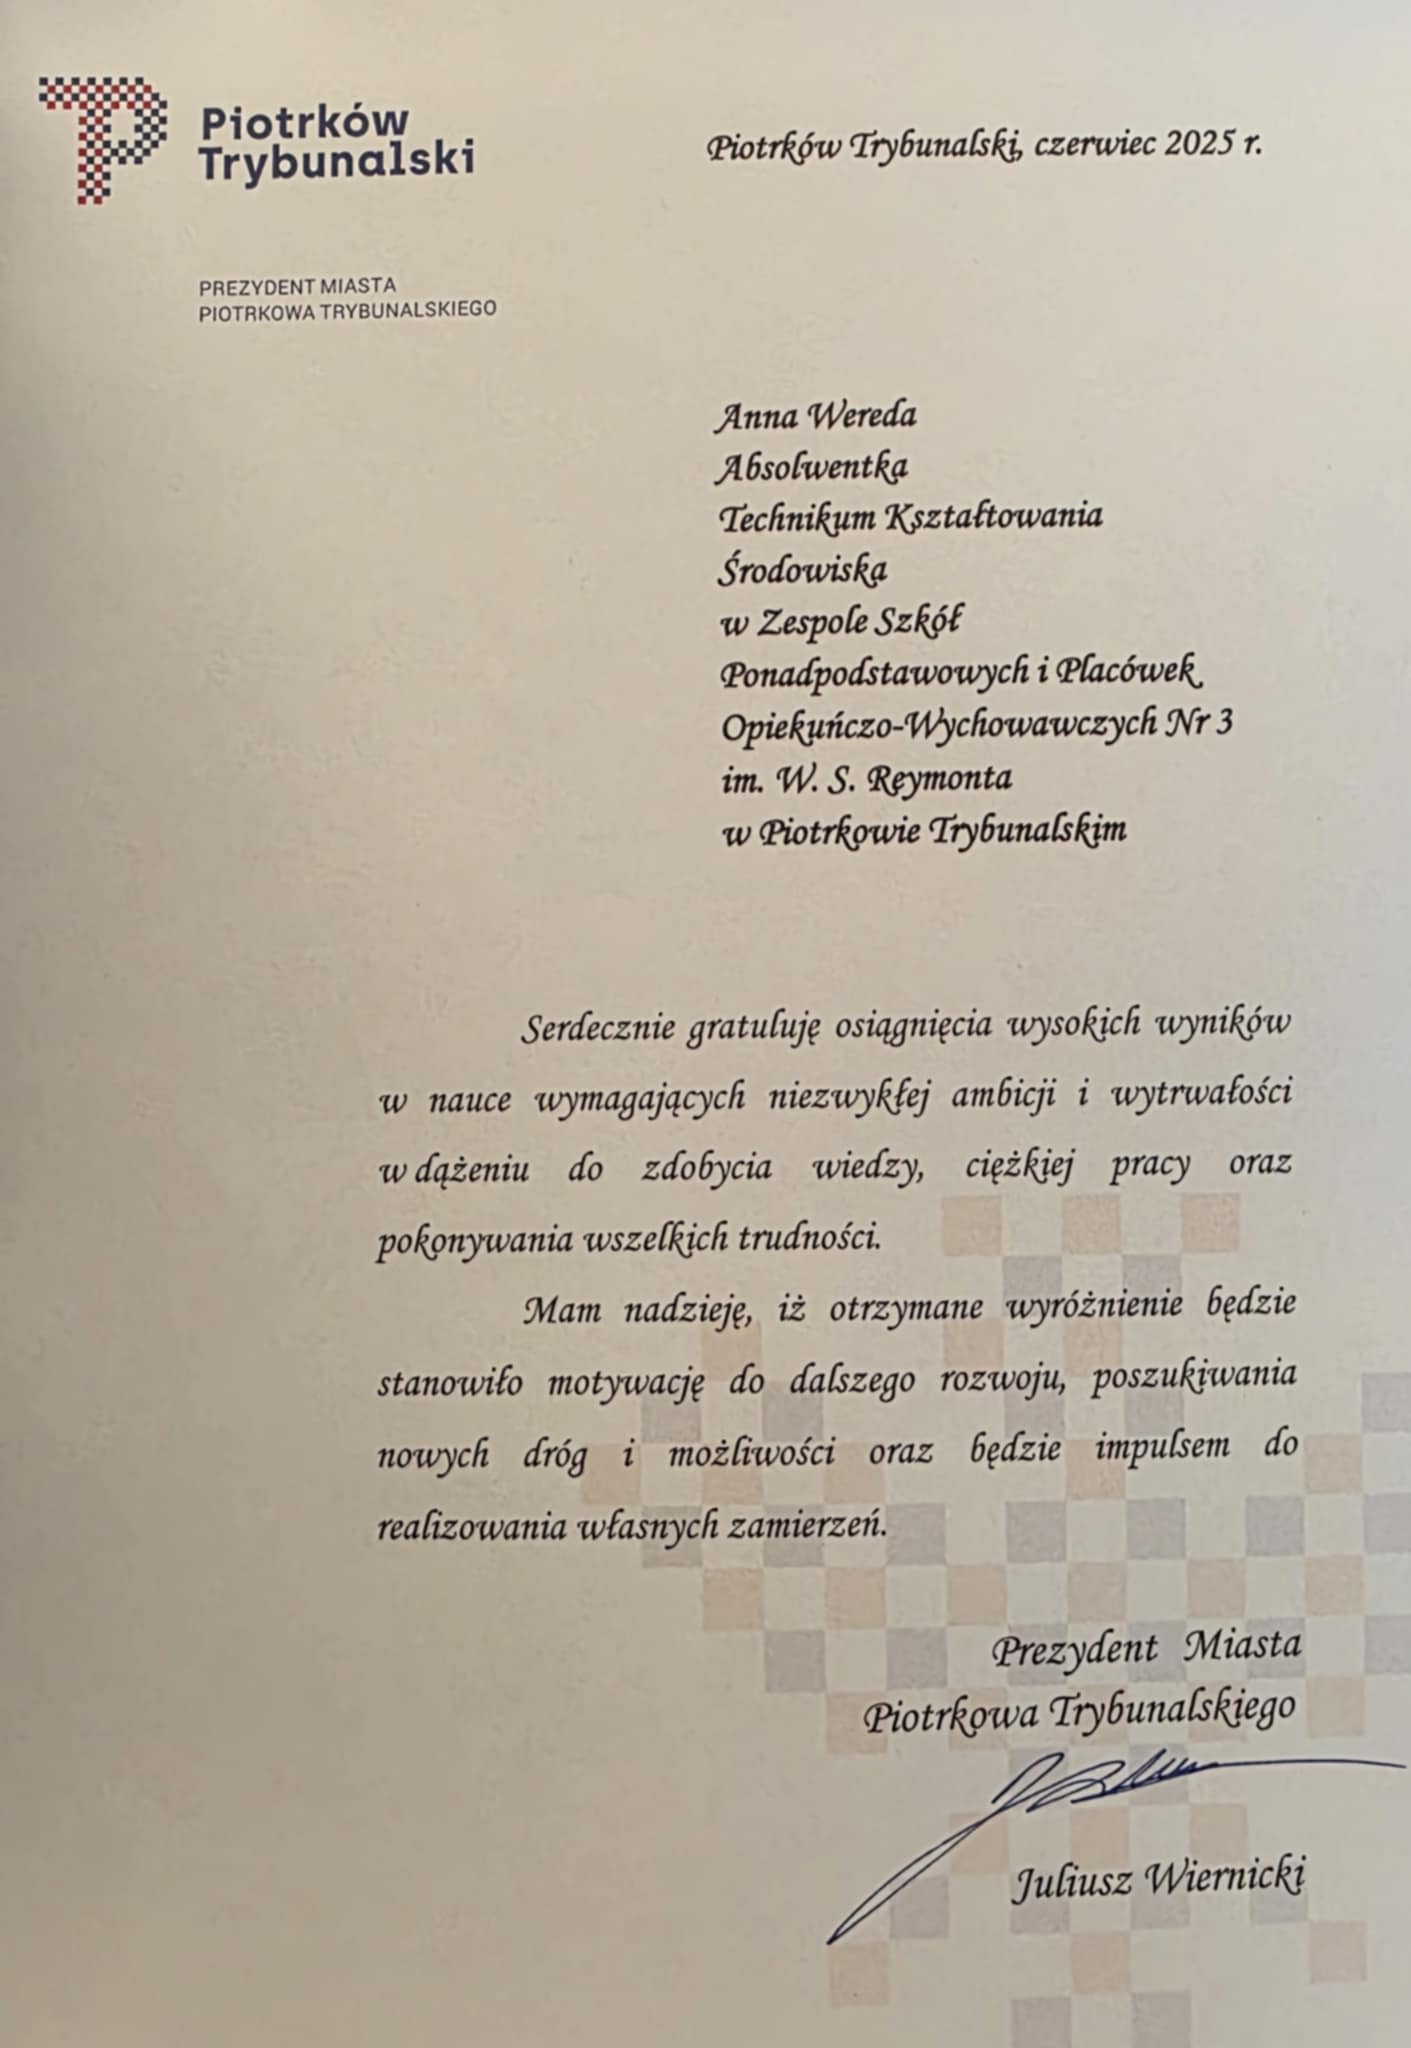 Piotrków
Trybunalski
Piotrków Trybunalski, czerwiec 2025 r.
PREZYDENT MIASTA
PIOTRKOWA TRYBUNALSKIEGO
Anna Wereda
Absolwentka
Technikum Kształtowania
Środowiska
w Zespole Szkół
Ponadpodstawowych i Placówek
Opiekuńczo-Wychowawczych Nr 3
im. W. S. Reymonta
w Piotrkowie Trybunalskim
Serdecznie gratuluję osiągnięcia wysokich wyników
w nauce wymagających niezwykłej ambicji i wytrwałości
w dążeniu do zdobycia wiedzy, ciężkiej pracy oraz
pokonywania wszelkich trudności.
Mam nadzieję, iż otrzymane wyróżnienie będzie
stanowiło motywację do dalszego rozwoju, poszukiwania
nowych dróg i możliwości oraz będzie impulsem do
realizowania własnych zamierzeń.
Prezydent Miasta
Piotrkowa Trybunalskiego
Juliusz Wiernicki